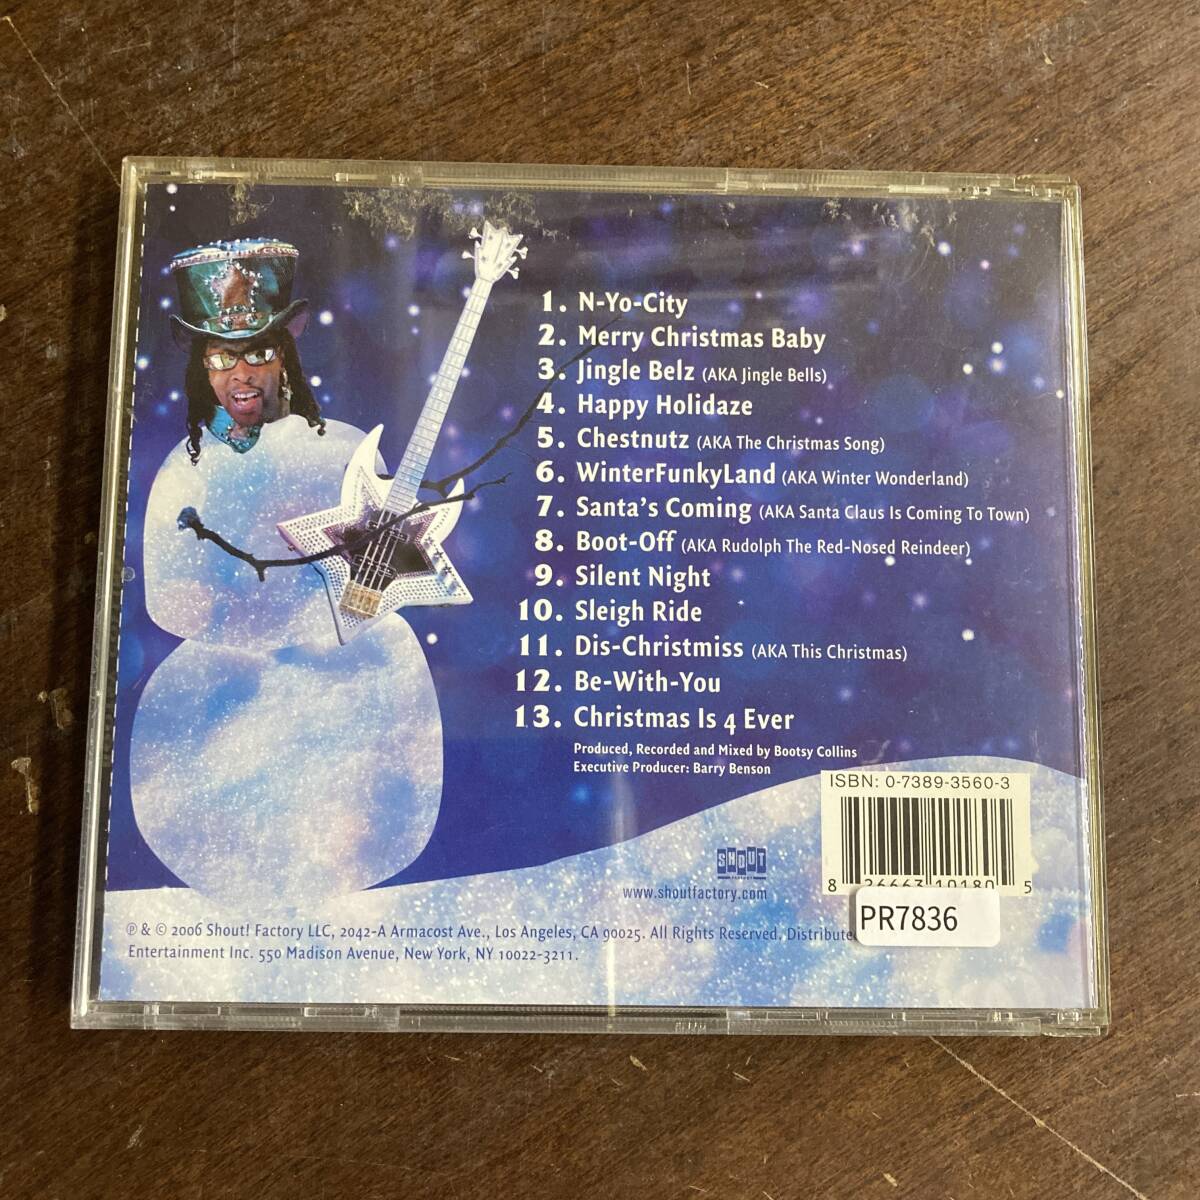 1. N-Yo-City
2. Merry Christmas Baby
3. Jingle Belz (AKA Jingle Bells)
4. Happy Holidaze
5. Chestnutz (AKA The Christmas Song)
6. WinterFunkyLand (AKA Winter Wonderland)
7. Santa's Coming (AKA Santa Claus Is Coming To Town)
8. Boot-Off (AKA Rudolph The Red-Nosed Reindeer)
9. Silent Night
10. Sleigh Ride
11. Dis-Christmiss (AKA This Christmas)
12. Be-With-You
13. Christmas Is 4 Ever
Produced, Recorded and Mixed by Bootsy Collins
Executive Producer: Barry Benson
ISBN: 0-7389-3560-3
8 26663 10180 5
SHOUT
FACTORY
www.shoutfactory.com
PR7836
℗ & © 2006 Shout! Factory LLC, 2042-A Armacost Ave., Los Angeles, CA 90025. All Rights Reserved. Distribute
Entertainment Inc. 550 Madison Avenue, New York, NY 10022-3211.